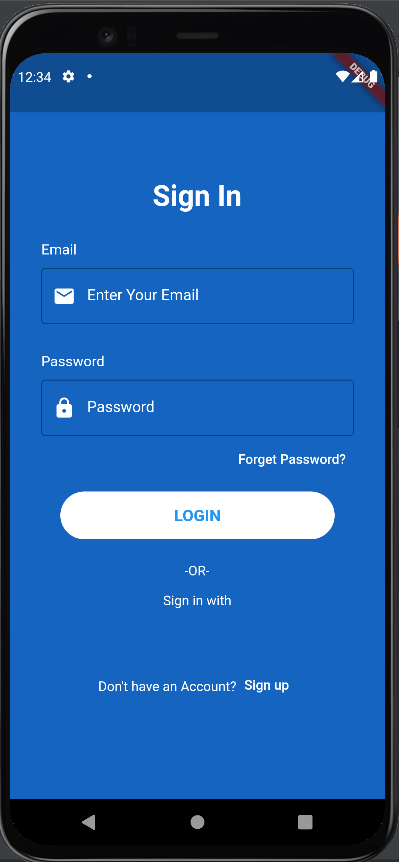 12:34
DEBUG
Sign In
Email
Enter Your Email
Password
Password
Forget Password?
LOGIN
-OR-
Sign in with
Don't have an Account? Sign up